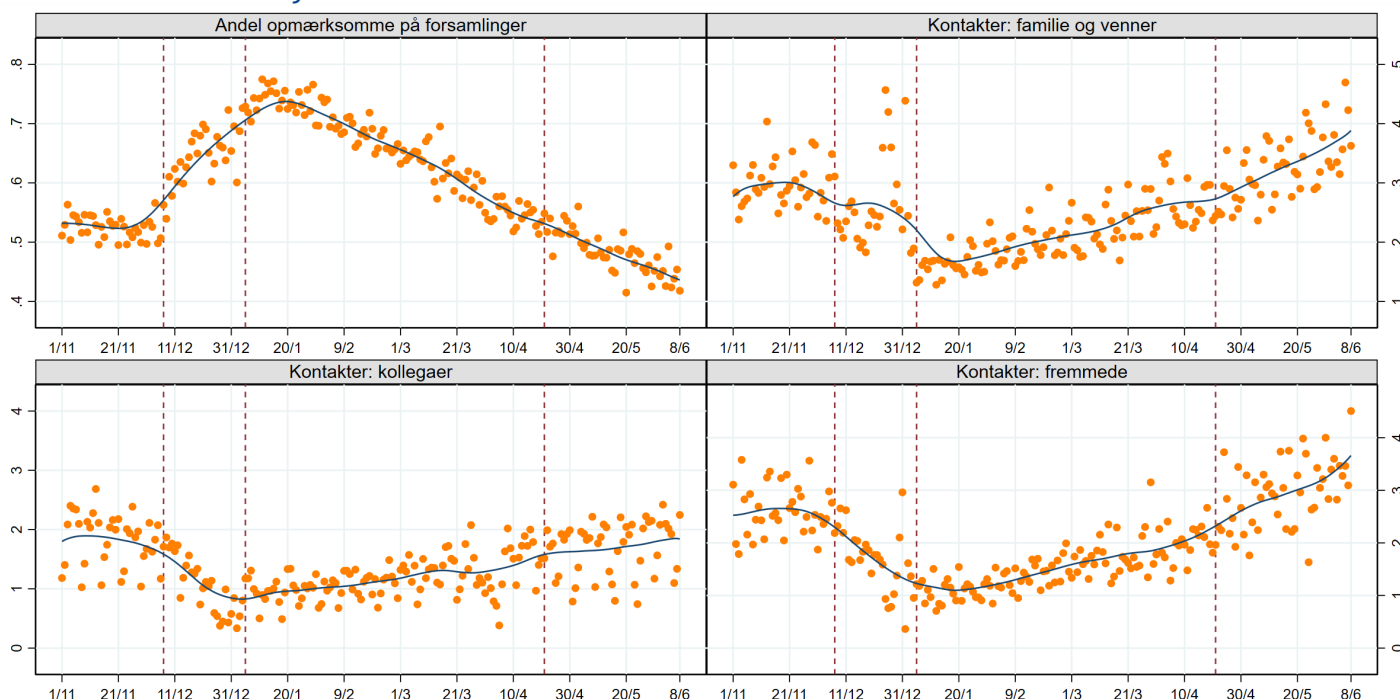 Andel opmærksomme på forsamlinger
Kontakter: familie og venner
.8
.7
.6
.5
.4
5
4
3
2
1
1/11 21/11 11/12 31/12 20/1 9/2 1/3 21/3 10/4 30/4 20/5 8/6
1/11 21/11 11/12 31/12 20/1 9/2 1/3 21/3 10/4 30/4 20/5 8/6
Kontakter: kollegaer
Kontakter: fremmede
4
3
2
1
0
4
3
2
1
0
1/11 21/11 11/12 31/12 20/1 9/2 1/3 21/3 10/4 30/4 20/5 8/6
1/11 21/11 11/12 31/12 20/1 9/2 1/3 21/3 10/4 30/4 20/5 8/6